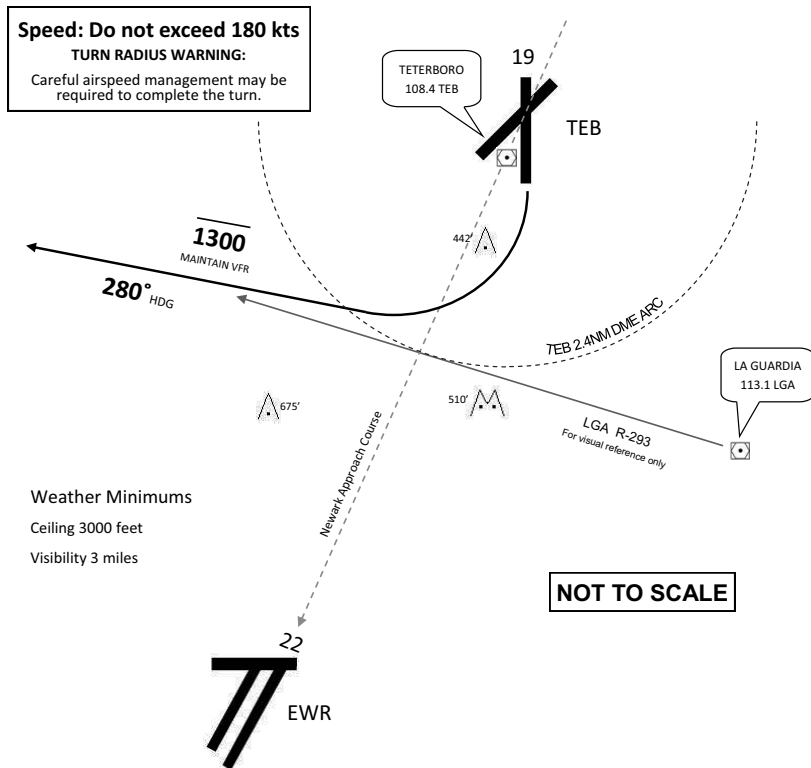 Speed: Do not exceed 180 kts
TURN RADIUS WARNING:
Careful airspeed management may be
required to complete the turn.
19
TETERBORO
108.4 TEB
TEB
442'
1300
MAINTAIN VFR
280° HDG
TEB 2.4NM DME ARC
LA GUARDIA
113.1 LGA
675'
510'
LGA R-293
For visual reference only
Newark Approach Course
Weather Minimums
Ceiling 3000 feet
Visibility 3 miles
NOT TO SCALE
22
EWR